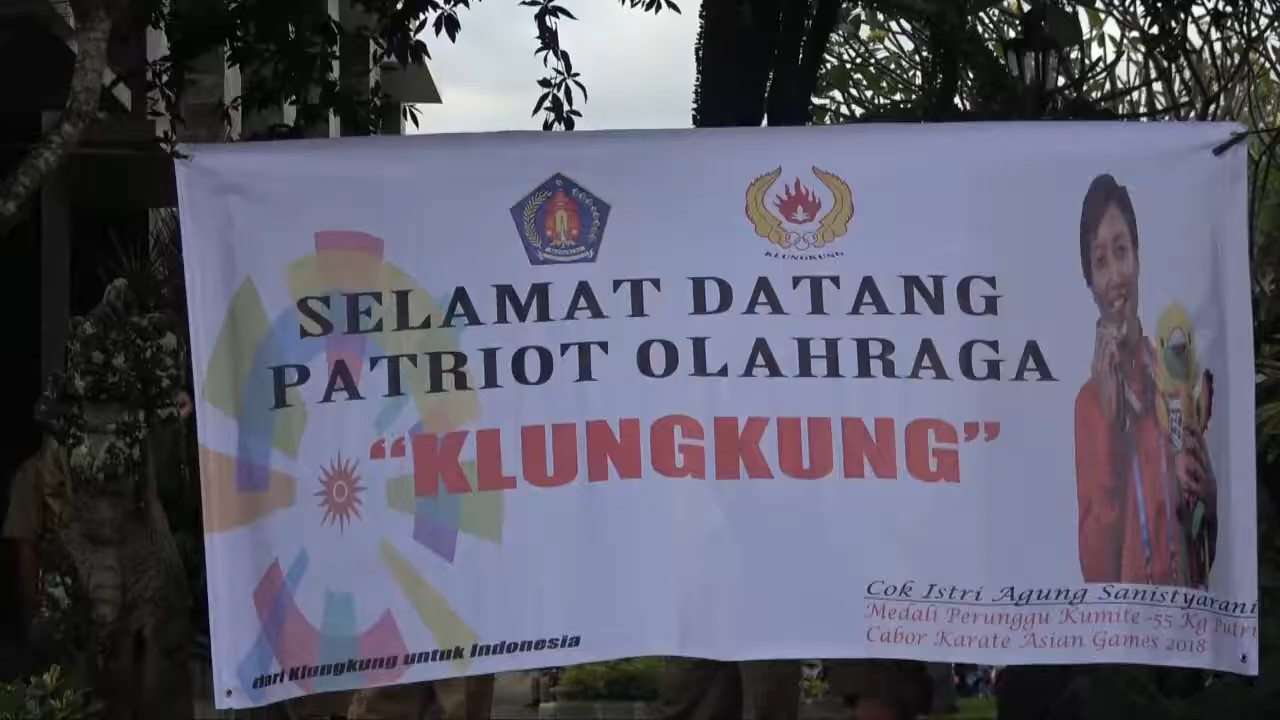 KLUNGKUNG
SELAMAT DATANG
PATRIOT OLAHRAGA
“KLUNGKUNG”
Cok Istri Agung Sanistyarani
Medali Perunggu Kumite -55 Kg Putri
Cabor Karate Asian Games 2018
dari Klungkung untuk Indonesia